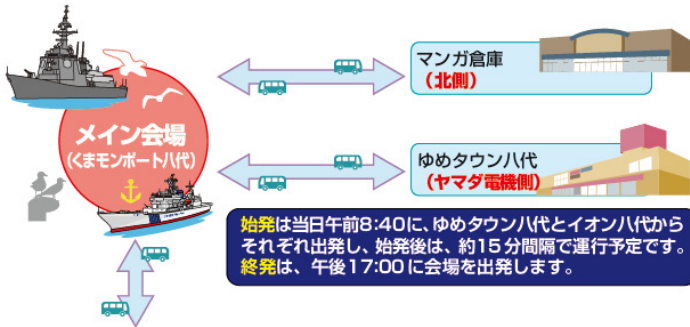 マンガ倉庫
（北側）
メイン会場
（くまモンポート八代）
ゆめタウン八代
（ヤマダ電機側）
始発は当日午前8:40に、ゆめタウン八代とイオン八代から
それぞれ出発し、始発後は、約15分間隔で運行予定です。
終発は、午後17:00に会場を出発します。